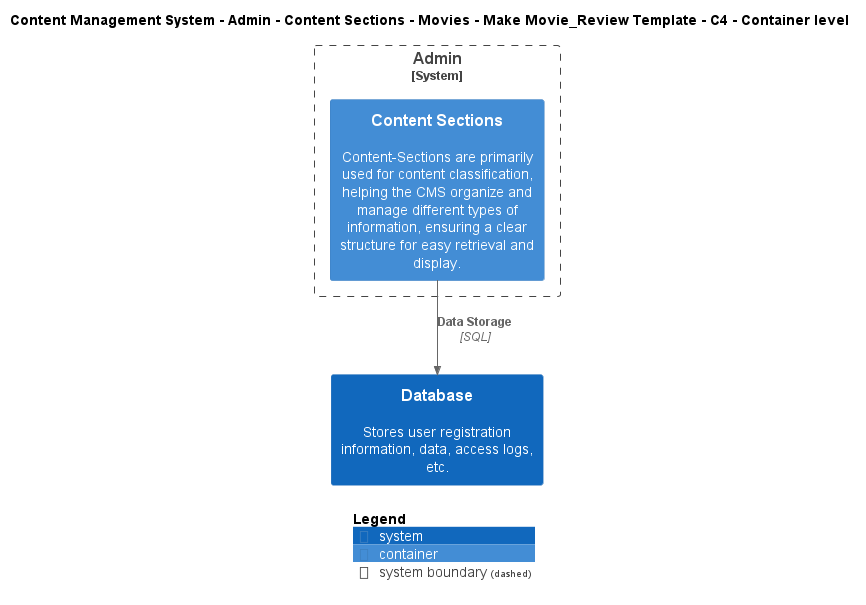 Content Management System - Admin - Content Sections - Movies - Make Movie_Review Template - C4 - Container level
Admin
[System]
Content Sections
Content-Sections are primarily
used for content classification,
helping the CMS organize and
manage different types of
information, ensuring a clear
structure for easy retrieval and
display.
Data Storage
[SQL]
Database
Stores user registration
information, data, access logs,
etc.
Legend
system
container
system boundary (dashed)